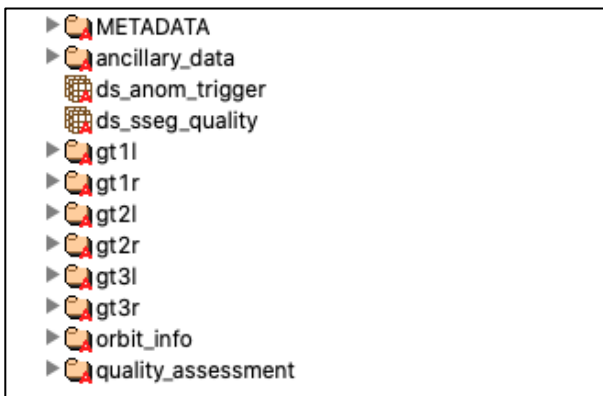 METADATA
ancillary_data
ds_anom_trigger
ds_sseg_quality
gt1l
gt1r
gt2l
gt2r
gt3l
gt3r
orbit_info
quality_assessment